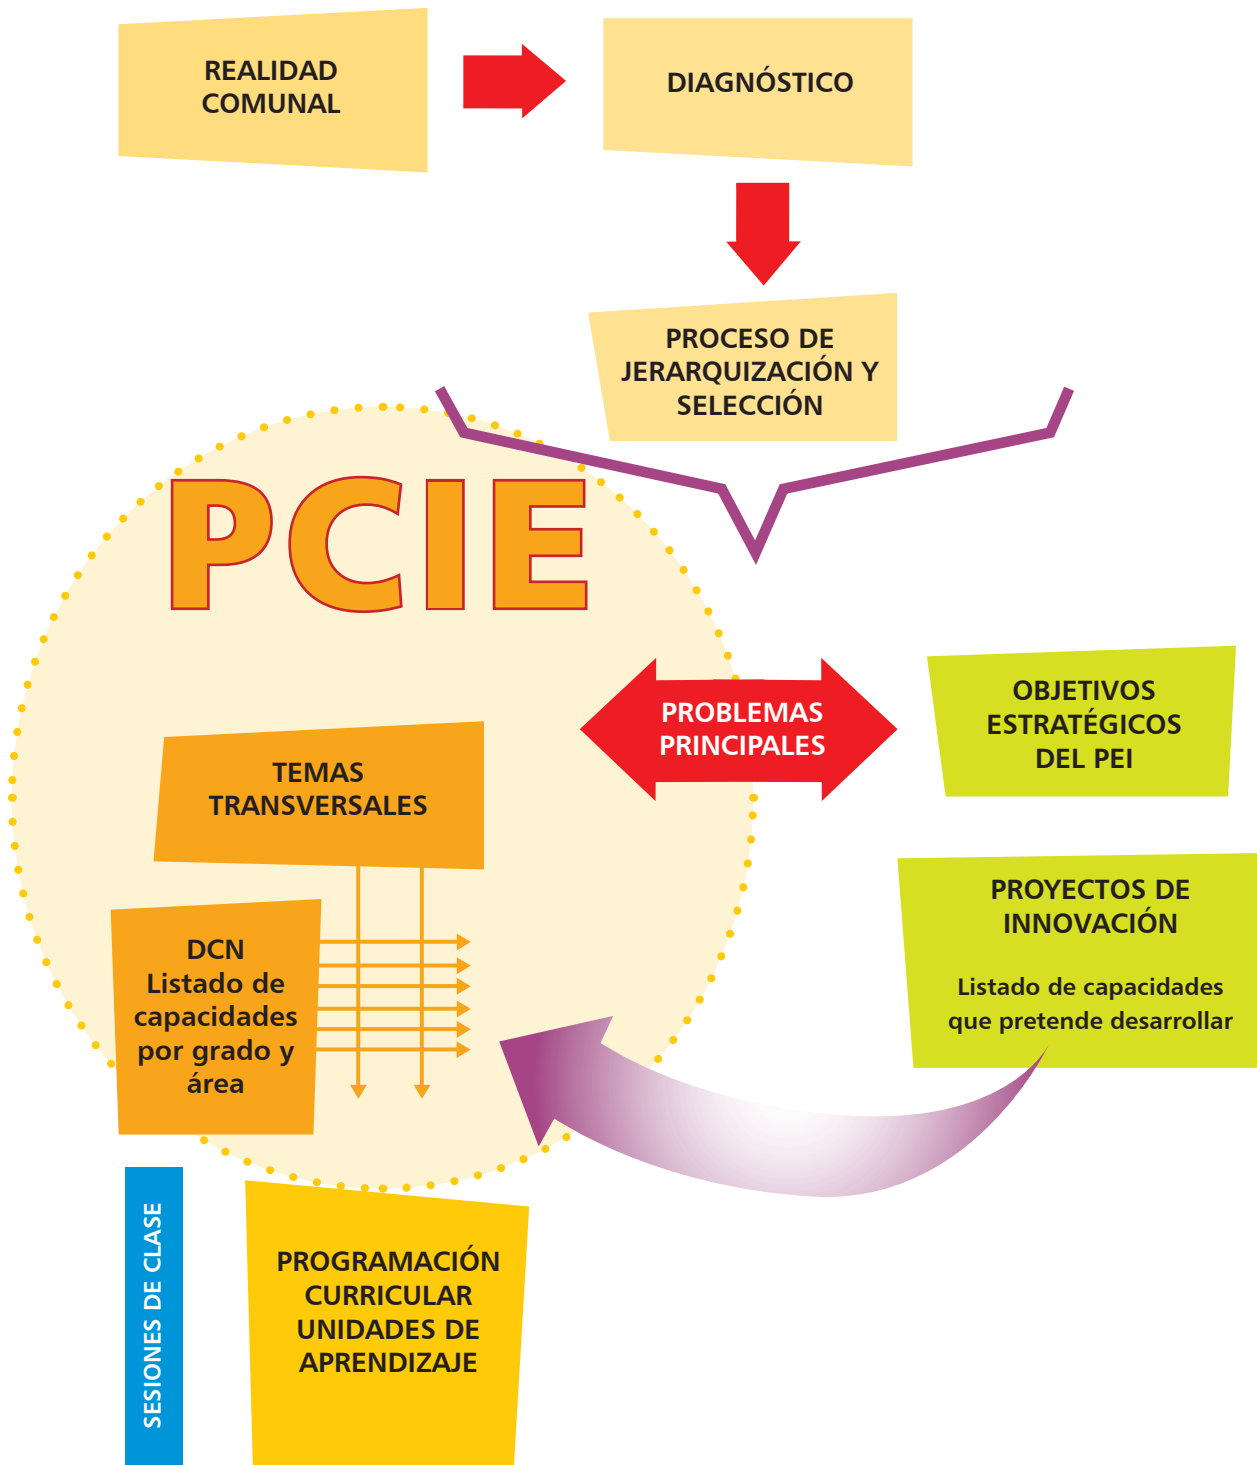 REALIDAD
COMUNAL
DIAGNÓSTICO
PROCESO DE
JERARQUIZACIÓN Y
SELECCIÓN
PCIE
PROBLEMAS
PRINCIPALES
OBJETIVOS
ESTRATÉGICOS
DEL PEI
TEMAS
TRANSVERSALES
PROYECTOS DE
INNOVACIÓN
Listado de capacidades
que pretende desarrollar
DCN
Listado de
capacidades
por grado y
área
SESIONES DE CLASE
PROGRAMACIÓN
CURRICULAR
UNIDADES DE
APRENDIZAJE